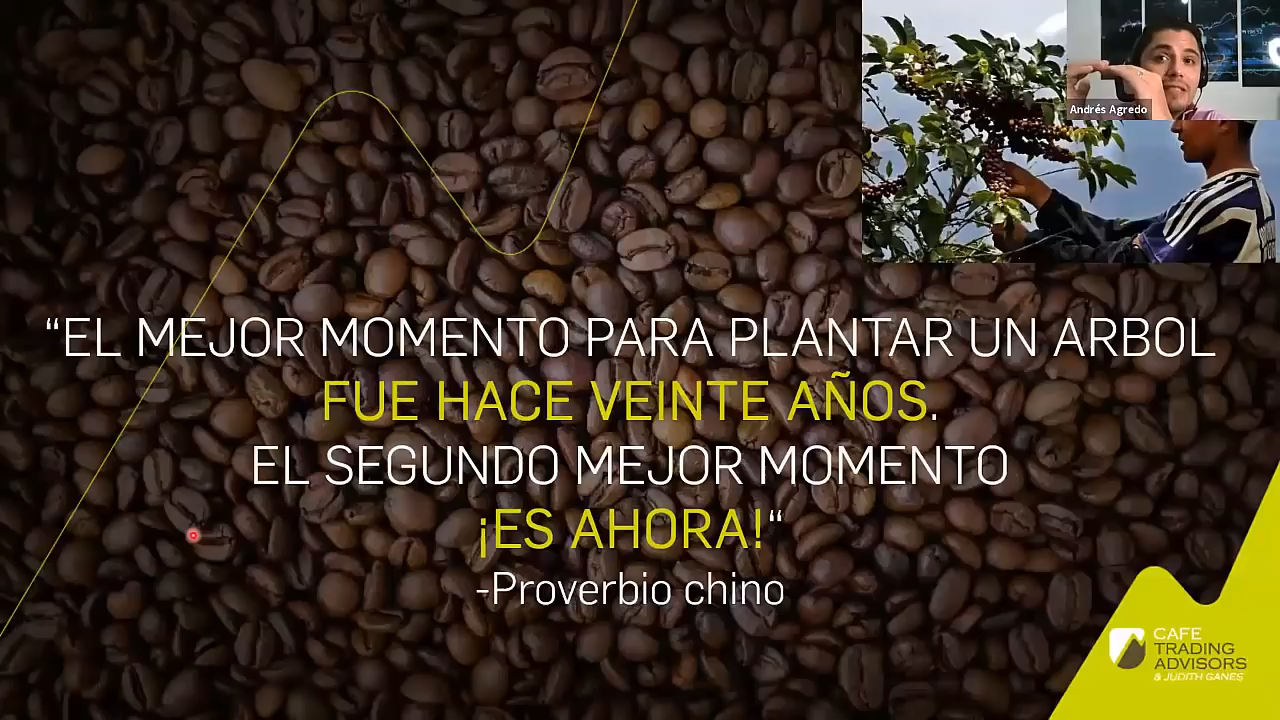 Andrés Agredo
“EL MEJOR MOMENTO PARA PLANTAR UN ARBOL
FUE HACE VEINTE AÑOS.
EL SEGUNDO MEJOR MOMENTO
¡ES AHORA!“
-Proverbio chino
CAFE
TRADING
ADVISORS
& JUDITH GANES